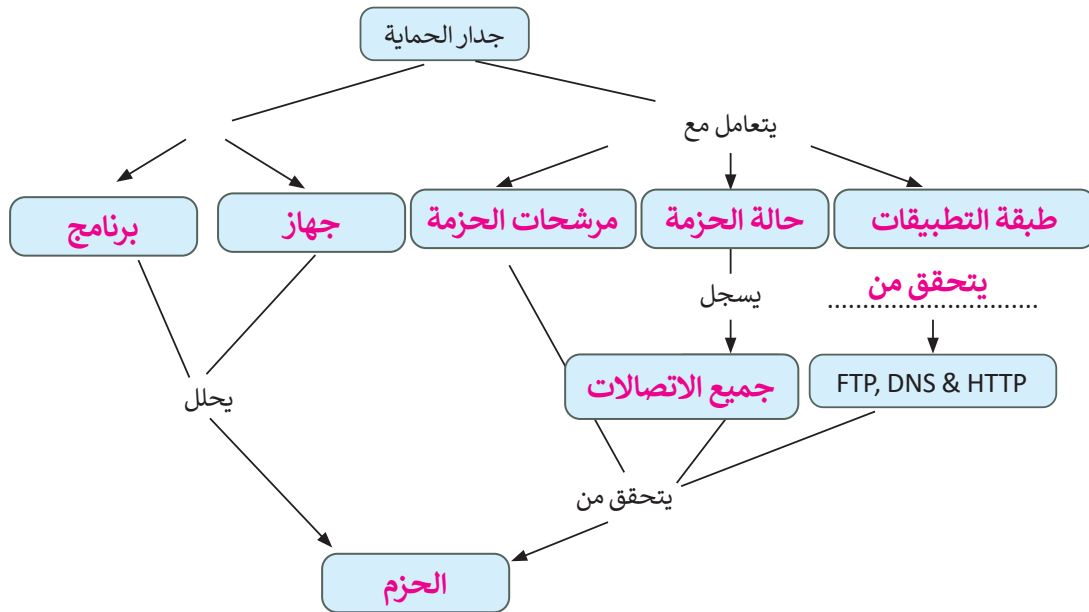 جدار الحماية
يتعامل مع
طبقة التطبيقات
حالة الحزمة
مرشحات الحزمة
جهاز
برنامج
يتحقق من
يسجل
FTP, DNS & HTTP
جميع الاتصالات
يحلل
يتحقق من
الحزم